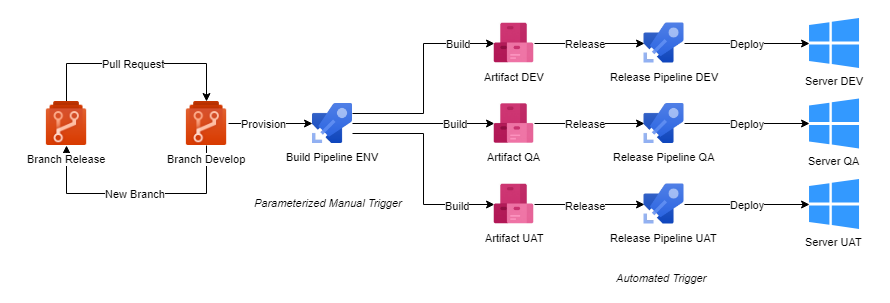 Build
Release
Deploy
Pull Request
Artifact DEV
Release Pipeline DEV
Server DEV
Provision
Build
Release
Deploy
Branch Release
Branch Develop
Build Pipeline ENV
Artifact QA
Release Pipeline QA
Server QA
New Branch
Parameterized Manual Trigger
Build
Release
Deploy
Artifact UAT
Release Pipeline UAT
Server UAT
Automated Trigger